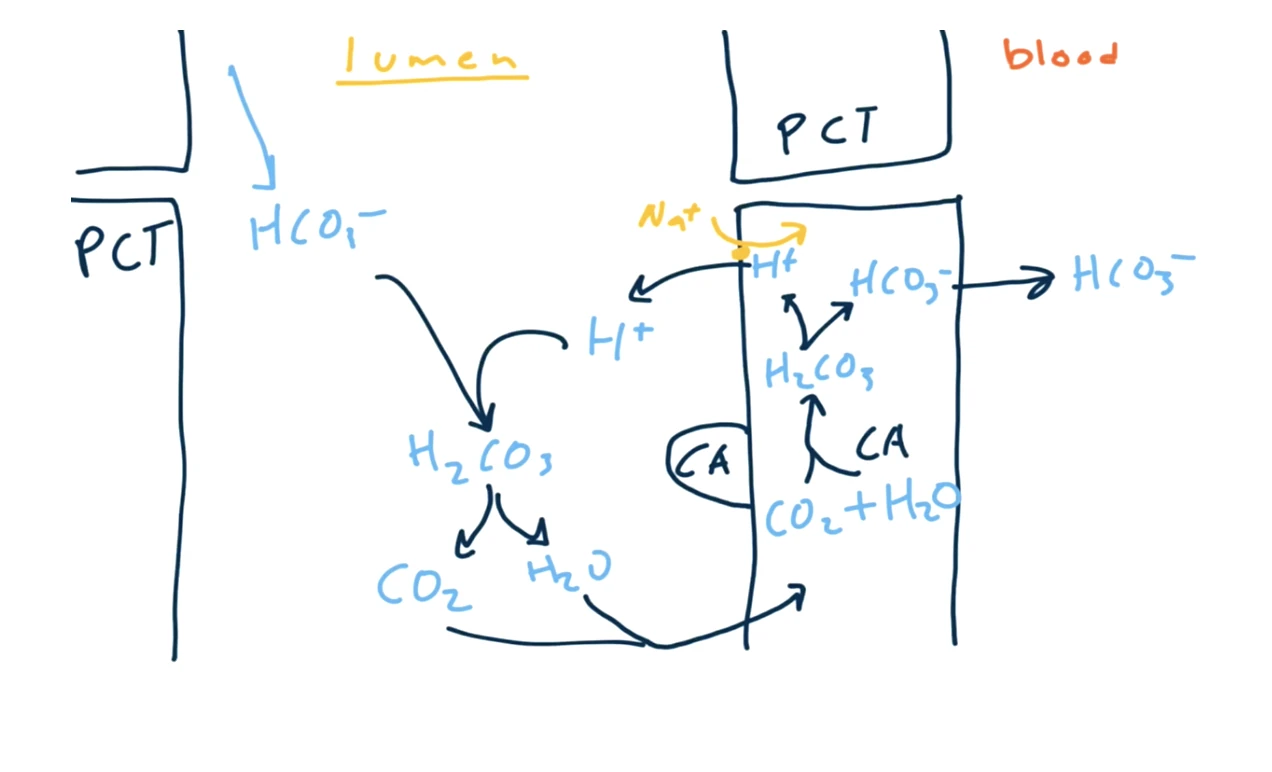 lumen
blood
PCT
PCT
HCO₃⁻
Na⁺
H⁺
HCO₃⁻
HCO₃⁻
H⁺
H₂CO₃
H₂CO₃
CA
CA
CO₂ + H₂O
CO₂
H₂O